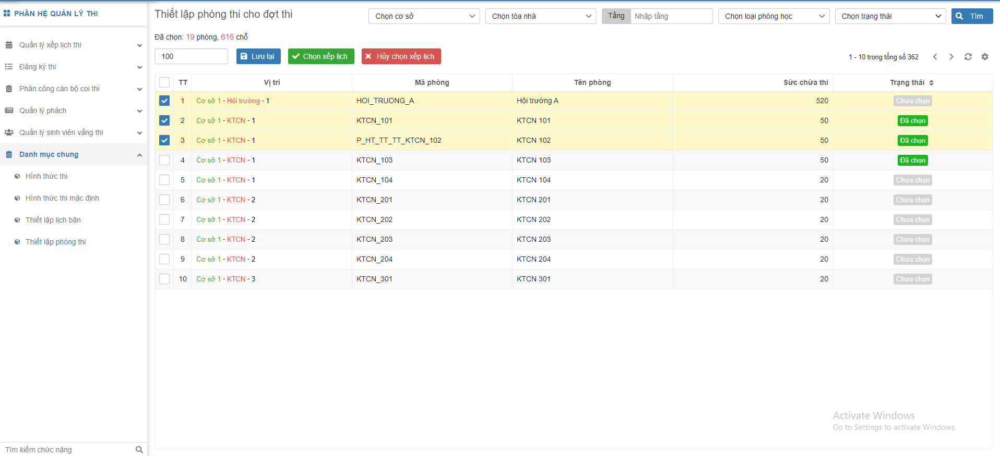 PHÂN HỆ QUẢN LÝ THI
Quản lý xếp lịch thi
Đăng ký thi
Phân công cán bộ coi thi
Quản lý phách
Quản lý sinh viên vắng thi
Danh mục chung
Hình thức thi
Hình thức thi mặc định
Thiết lập lịch bận
Thiết lập phòng thi
Tìm kiếm chức năng
Thiết lập phòng thi cho đợt thi
Chọn cơ sở
Chọn tòa nhà
Tầng Nhập tầng
Chọn loại phòng học
Chọn trạng thái
Tìm
Đã chọn: 19 phòng, 616 chỗ
100 Lưu lại Chọn xếp lịch Hủy chọn xếp lịch 1 - 10 trong tổng số 362
TT Vị trí Mã phòng Tên phòng Sức chứa thi Trạng thái
1 Cơ sở 1 - Hội trường - 1 HOI_TRUONG_A Hội trường A 520 Chưa chọn
2 Cơ sở 1 - KTCN - 1 KTCN_101 KTCN 101 50 Đã chọn
3 Cơ sở 1 - KTCN - 1 P_HT_TT_TT_KTCN_102 KTCN 102 50 Đã chọn
4 Cơ sở 1 - KTCN - 1 KTCN_103 KTCN 103 50 Đã chọn
5 Cơ sở 1 - KTCN - 1 KTCN_104 KTCN 104 20 Chưa chọn
6 Cơ sở 1 - KTCN - 2 KTCN_201 KTCN 201 20 Chưa chọn
7 Cơ sở 1 - KTCN - 2 KTCN_202 KTCN 202 20 Chưa chọn
8 Cơ sở 1 - KTCN - 2 KTCN_203 KTCN 203 20 Chưa chọn
9 Cơ sở 1 - KTCN - 2 KTCN_204 KTCN 204 20 Chưa chọn
10 Cơ sở 1 - KTCN - 3 KTCN_301 KTCN 301 20 Chưa chọn
Activate Windows
Go to Settings to activate Windows.